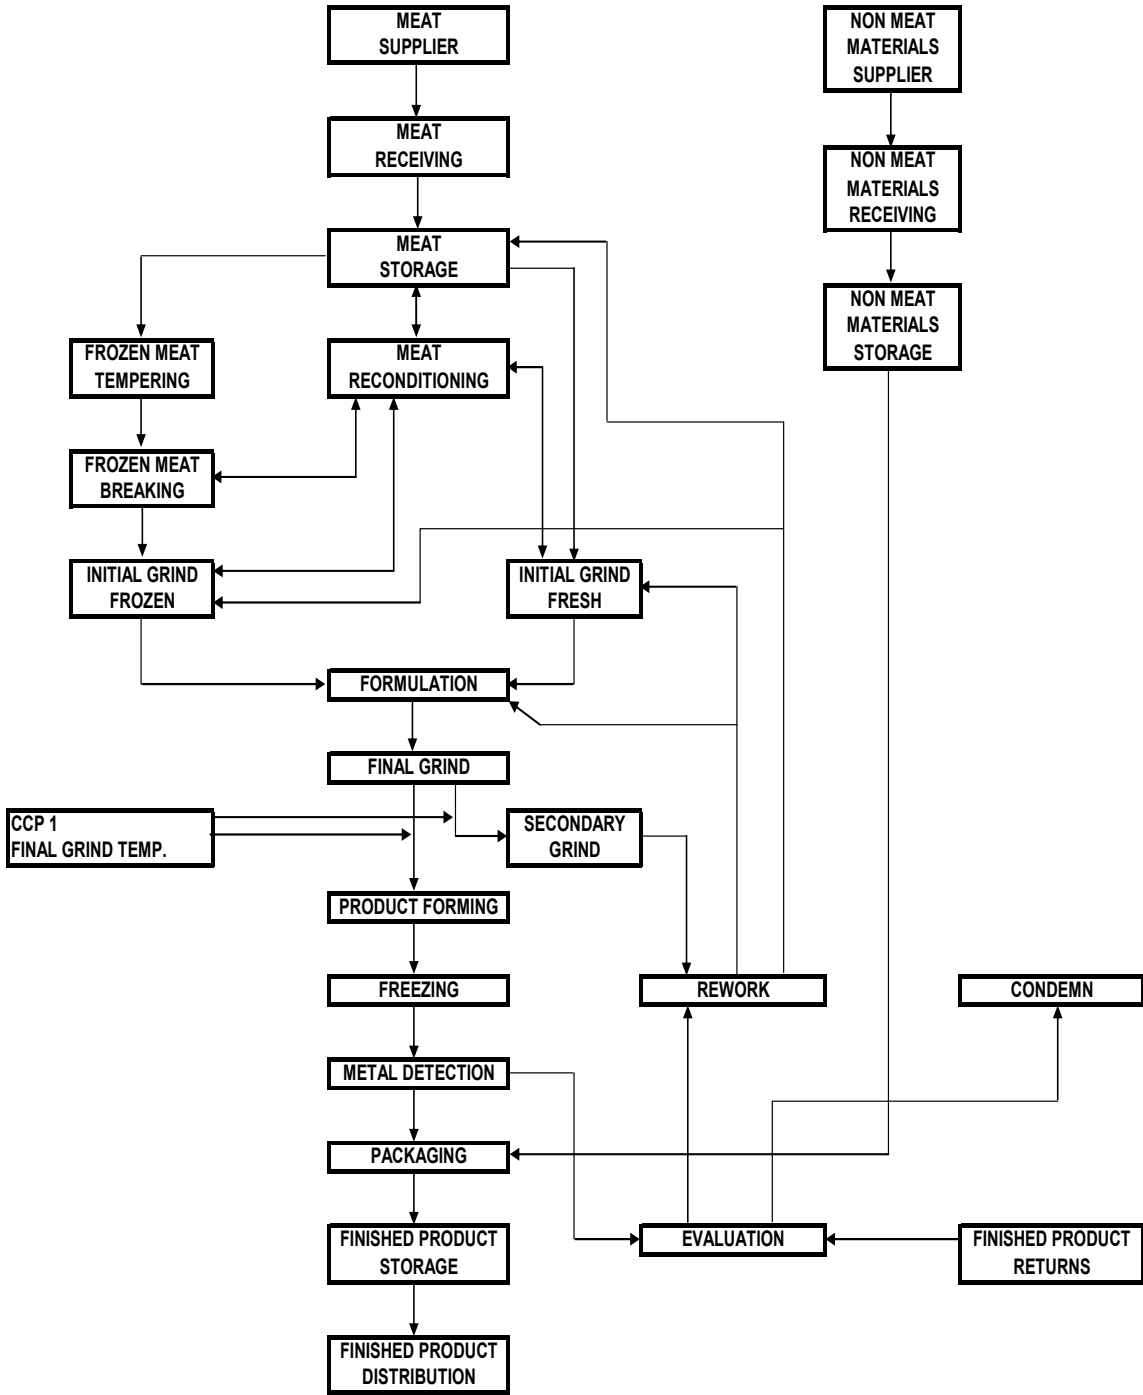 MEAT
SUPPLIER
NON MEAT
MATERIALS
SUPPLIER
MEAT
RECEIVING
NON MEAT
MATERIALS
RECEIVING
MEAT
STORAGE
NON MEAT
MATERIALS
STORAGE
FROZEN MEAT
TEMPERING
MEAT
RECONDITIONING
FROZEN MEAT
BREAKING
INITIAL GRIND
FROZEN
INITIAL GRIND
FRESH
FORMULATION
FINAL GRIND
CCP 1
FINAL GRIND TEMP.
SECONDARY
GRIND
PRODUCT FORMING
FREEZING
REWORK
CONDEMN
METAL DETECTION
PACKAGING
FINISHED PRODUCT
STORAGE
EVALUATION
FINISHED PRODUCT
RETURNS
FINISHED PRODUCT
DISTRIBUTION